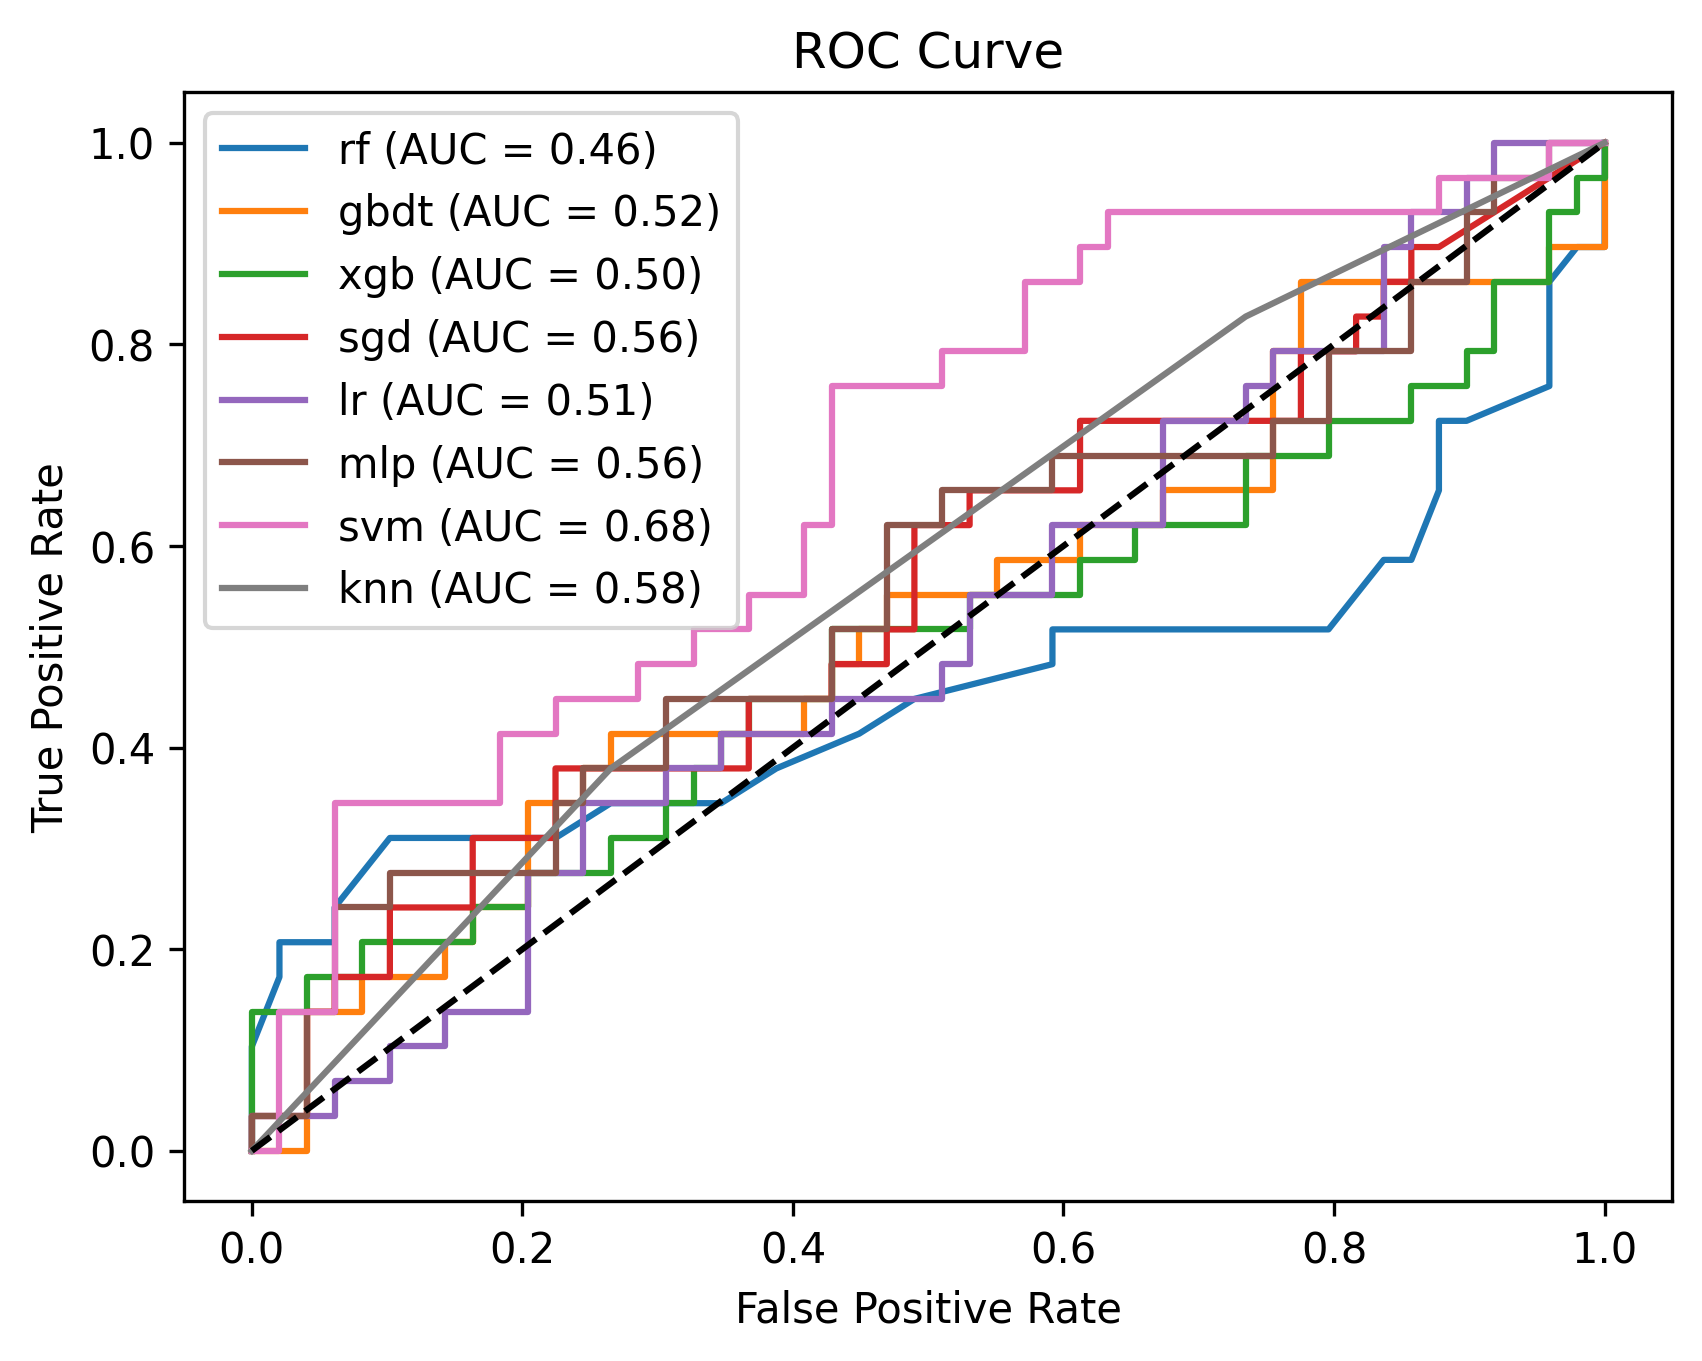 ROC Curve
rf (AUC = 0.46)
gbdt (AUC = 0.52)
xgb (AUC = 0.50)
sgd (AUC = 0.56)
lr (AUC = 0.51)
mlp (AUC = 0.56)
svm (AUC = 0.68)
knn (AUC = 0.58)
True Positive Rate
1.0
0.8
0.6
0.4
0.2
0.0
0.0 0.2 0.4 0.6 0.8 1.0
False Positive Rate